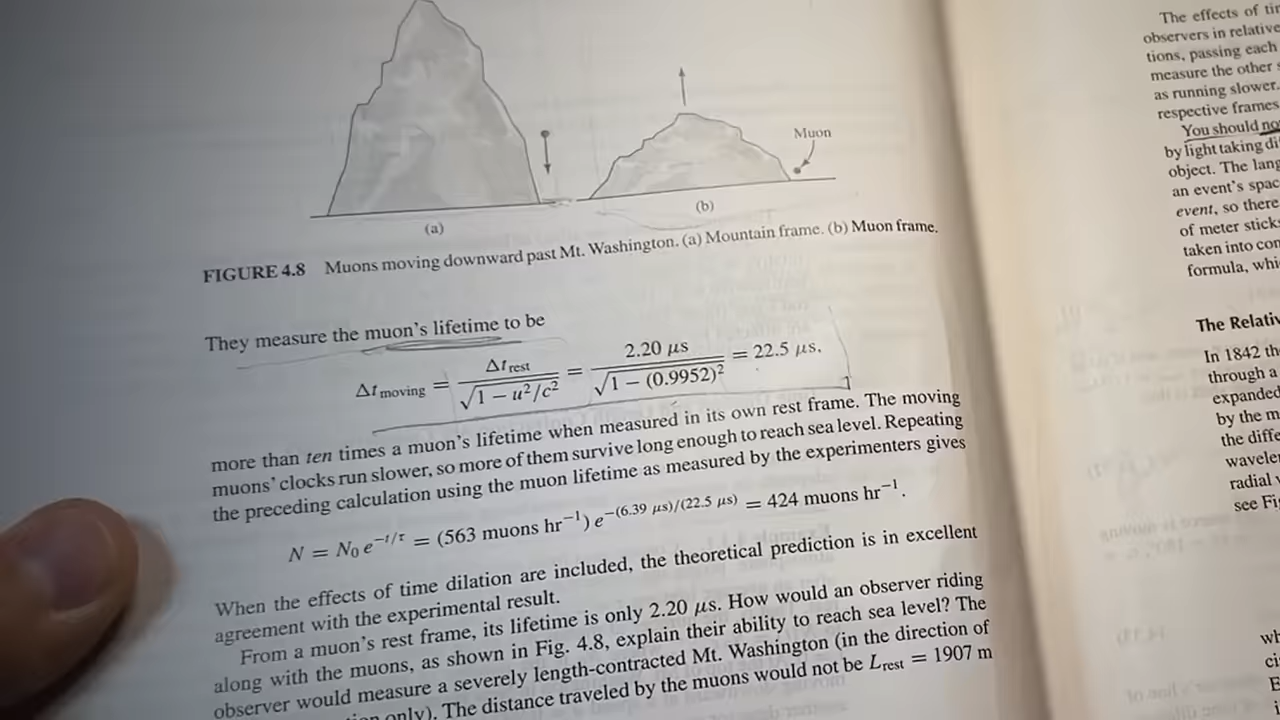 Muon
(a)
(b)
FIGURE 4.8 Muons moving downward past Mt. Washington. (a) Mountain frame. (b) Muon frame.
They measure the muon's lifetime to be
Δt_moving = Δt_rest / √(1 − u²/c²) = 2.20 μs / √(1 − (0.9952)²) = 22.5 μs.
more than ten times a muon's lifetime when measured in its own rest frame. The moving
muons' clocks run slower, so more of them survive long enough to reach sea level. Repeating
the preceding calculation using the muon lifetime as measured by the experimenters gives
N = N₀ e^(−t/τ) = (563 muons hr⁻¹) e^(−(6.39 μs)/(22.5 μs)) = 424 muons hr⁻¹.
When the effects of time dilation are included, the theoretical prediction is in excellent
agreement with the experimental result.
From a muon's rest frame, its lifetime is only 2.20 μs. How would an observer riding
along with the muons, as shown in Fig. 4.8, explain their ability to reach sea level? The
observer would measure a severely length-contracted Mt. Washington (in the direction of
only). The distance traveled by the muons would not be L_rest = 1907 m
The effects of
observers in relative
tions, passing each
measure the other
as running slower.
respective frames
You should
by light taking
object. The
an event's
event, so there
of meter
taken into
formula,
The
In 1842
through a
expanded
by the
the
radial
see